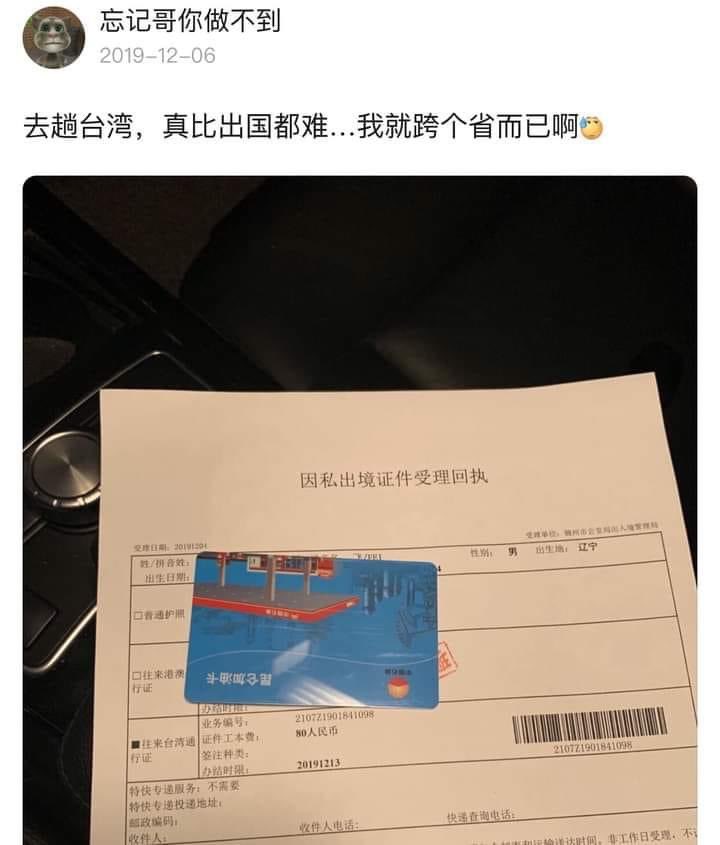 忘记哥你做不到
2019-12-06
去趟台湾，真比出国都难...我就跨个省而已啊
因私出境证件受理回执
受理日期: 20191204
受理单位: 锦州市公安局出入境管理局
姓/拼音姓:
性别: 男 出生地: 辽宁
出生日期:
□普通护照
昆仑加油卡
中国石油
□往来港澳
行证
办结时限:
业务编号: 2107Z1901841098
■往来台湾通
行证
证件工本费: 80人民币
签注种类:
办结时限: 20191213
2107Z1901841098
特快专递服务: 不需要
特快专递投递地址:
邮政编码:
收件人: 收件人电话: 快递查询电话: